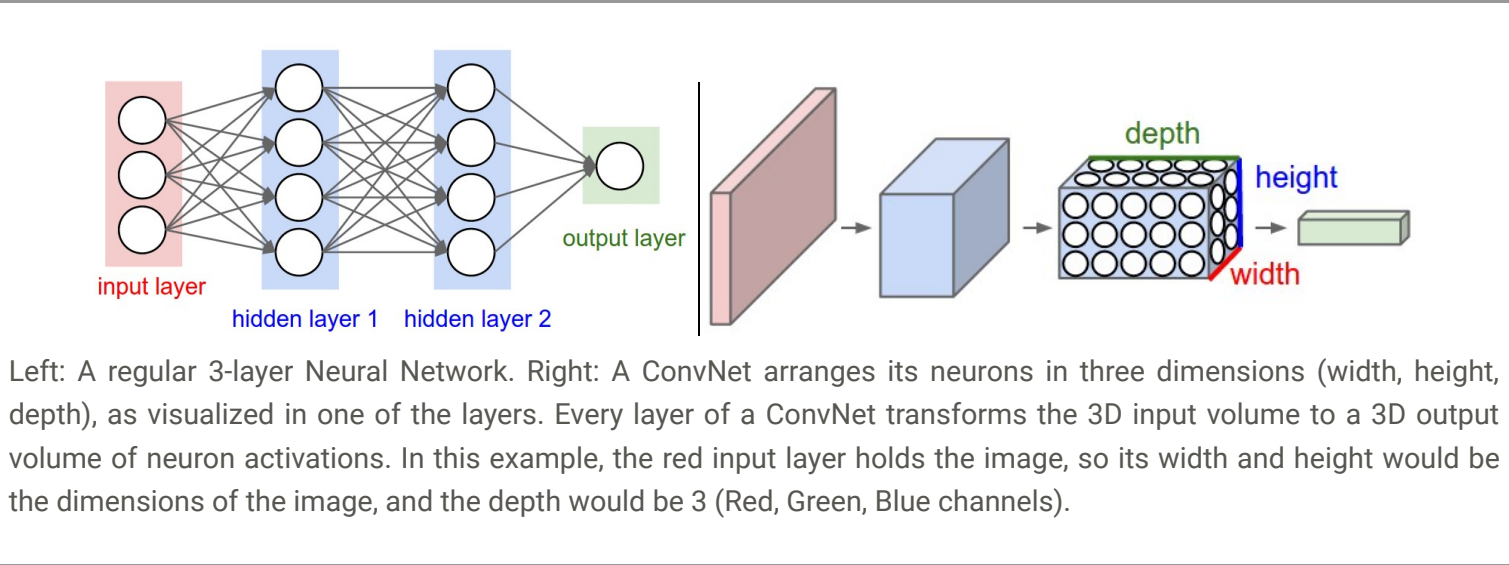 input layer
hidden layer 1
hidden layer 2
output layer
depth
height
width
Left: A regular 3-layer Neural Network. Right: A ConvNet arranges its neurons in three dimensions (width, height,
depth), as visualized in one of the layers. Every layer of a ConvNet transforms the 3D input volume to a 3D output
volume of neuron activations. In this example, the red input layer holds the image, so its width and height would be
the dimensions of the image, and the depth would be 3 (Red, Green, Blue channels).